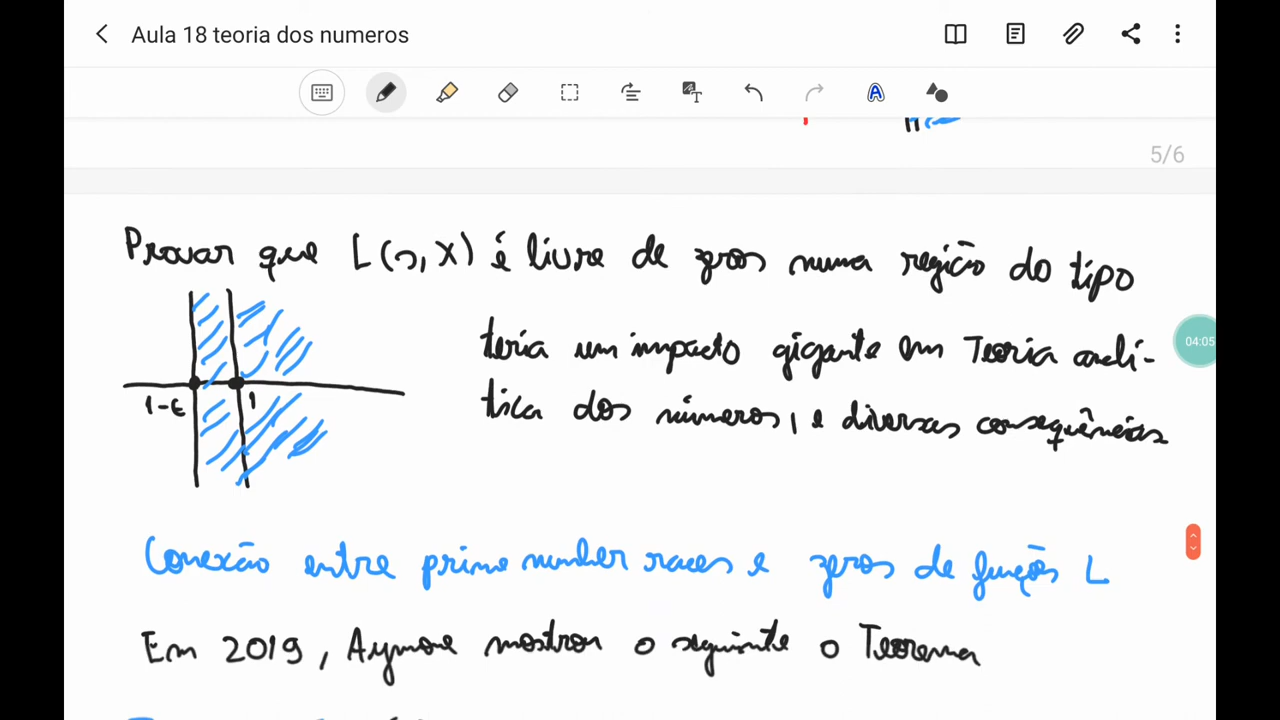 Aula 18 teoria dos numeros
5/6
Provar que L(s, χ) é livre de zeros numa região do tipo
teria um impacto gigante em Teoria analí-
tica dos números, e diversas consequências
1-ε 1
04:05
Conexão entre prime number races e zeros de funções L
Em 2019, Aymone mostrou o seguinte o Teorema